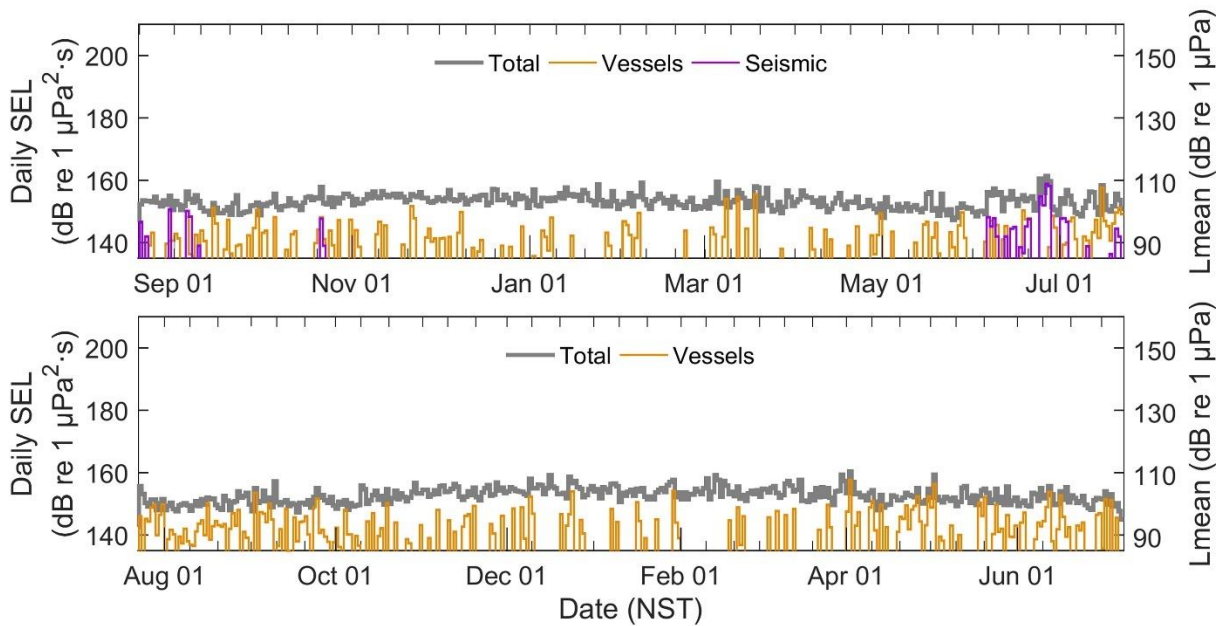 Total Vessels Seismic
Daily SEL
(dB re 1 µPa²·s)
200
180
160
140
150
130
110
90
Lmean (dB re 1 µPa)
Sep 01 Nov 01 Jan 01 Mar 01 May 01 Jul 01
Total Vessels
Daily SEL
(dB re 1 µPa²·s)
200
180
160
140
150
130
110
90
Lmean (dB re 1 µPa)
Aug 01 Oct 01 Dec 01 Feb 01 Apr 01 Jun 01
Date (NST)